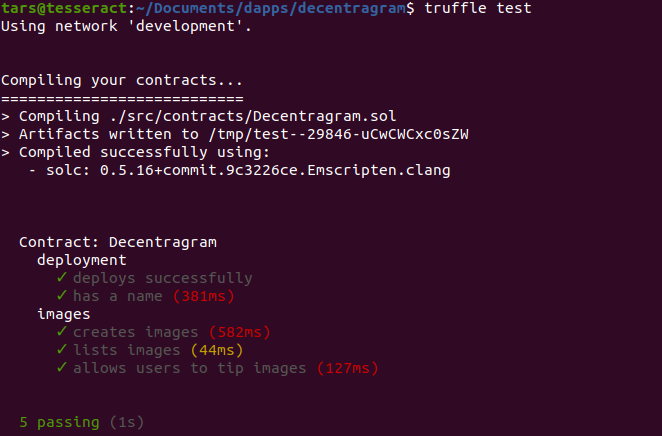 tars@tesseract:~/Documents/dapps/decentragram$ truffle test
Using network 'development'.
Compiling your contracts...
===========================
> Compiling ./src/contracts/Decentragram.sol
> Artifacts written to /tmp/test--29846-uCwCWCxc0sZW
> Compiled successfully using:
- solc: 0.5.16+commit.9c3226ce.Emscripten.clang
Contract: Decentragram
deployment
✓ deploys successfully
✓ has a name (381ms)
images
✓ creates images (582ms)
✓ lists images (44ms)
✓ allows users to tip images (127ms)
5 passing (1s)